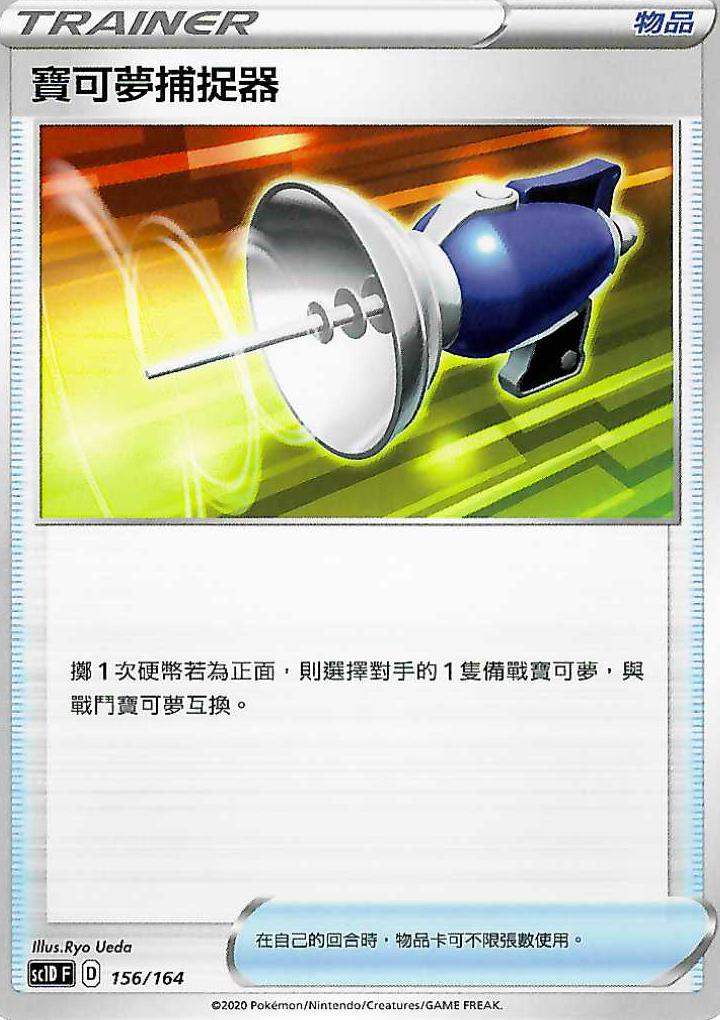 TRAINER
物品
寶可夢捕捉器
擲1次硬幣若為正面，則選擇對手的1隻備戰寶可夢，與
戰鬥寶可夢互換。
Illus.Ryo Ueda
在自己的回合時，物品卡可不限張數使用。
sc1D F D 156/164
©2020 Pokémon/Nintendo/Creatures/GAME FREAK.